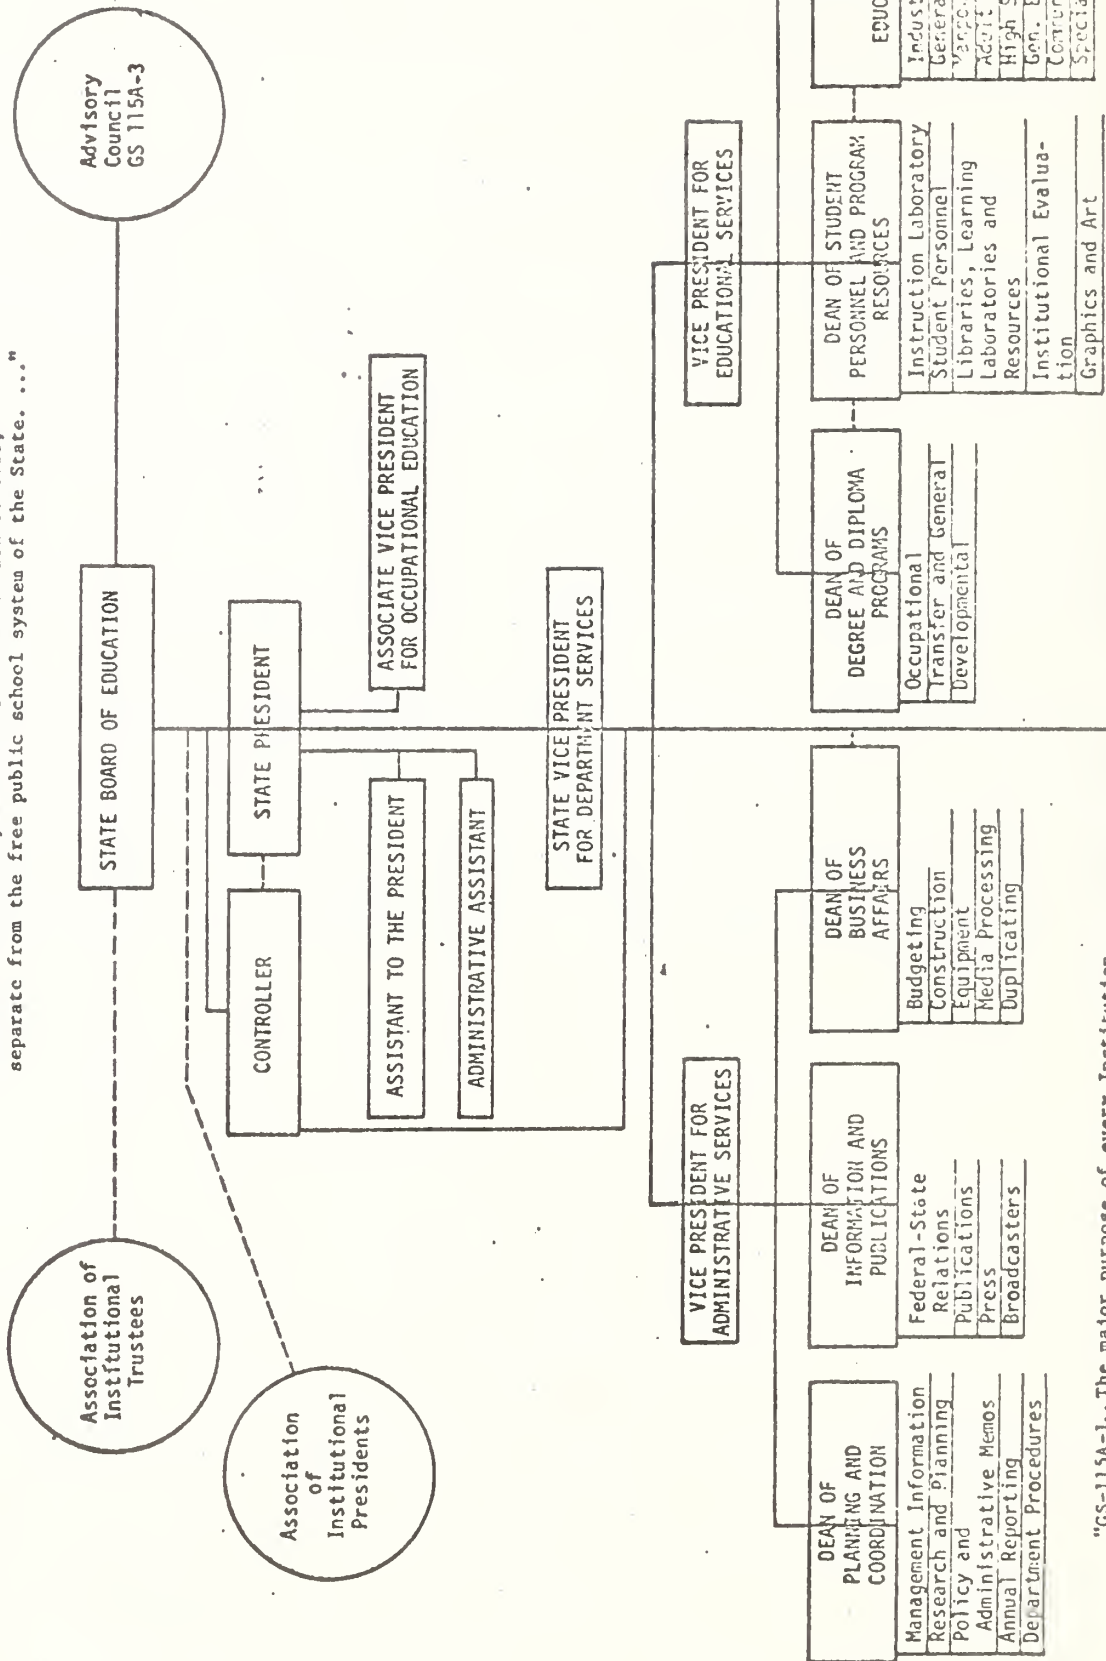 separate from the free public school system of the State. ..."
Association of
Institutional
Trustees
STATE BOARD OF EDUCATION
Advisory
Council
GS 115A-3
Association
of
Institutional
Presidents
CONTROLLER
STATE PRESIDENT
ASSISTANT TO THE PRESIDENT
ADMINISTRATIVE ASSISTANT
ASSOCIATE VICE PRESIDENT
FOR OCCUPATIONAL EDUCATION
STATE VICE PRESIDENT
FOR DEPARTMENT SERVICES
VICE PRESIDENT FOR
ADMINISTRATIVE SERVICES
VICE PRESIDENT FOR
EDUCATIONAL SERVICES
DEAN OF
PLANNING AND
COORDINATION
Management Information
Research and Planning
Policy and
Administrative Memos
Annual Reporting
Department Procedures
DEAN OF
INFORMATION AND
PUBLICATIONS
Federal-State
Relations
Publications
Press
Broadcasters
DEAN OF
BUSINESS
AFFAIRS
Budgeting
Construction
Equipment
Media Processing
Duplicating
DEAN OF
DEGREE AND DIPLOMA
PROGRAMS
Occupational
Transfer and General
Developmental
DEAN OF STUDENT
PERSONNEL AND PROGRAM
RESOURCES
Instruction Laboratory
Student Personnel
Libraries, Learning
Laboratories and
Resources
Institutional Evalua-
tion
Graphics and Art
EDUC
Indust
Genera
Adult
High S
Gen. E
Commun
Specia
"GS-115A-1. The major purpose of every Institution